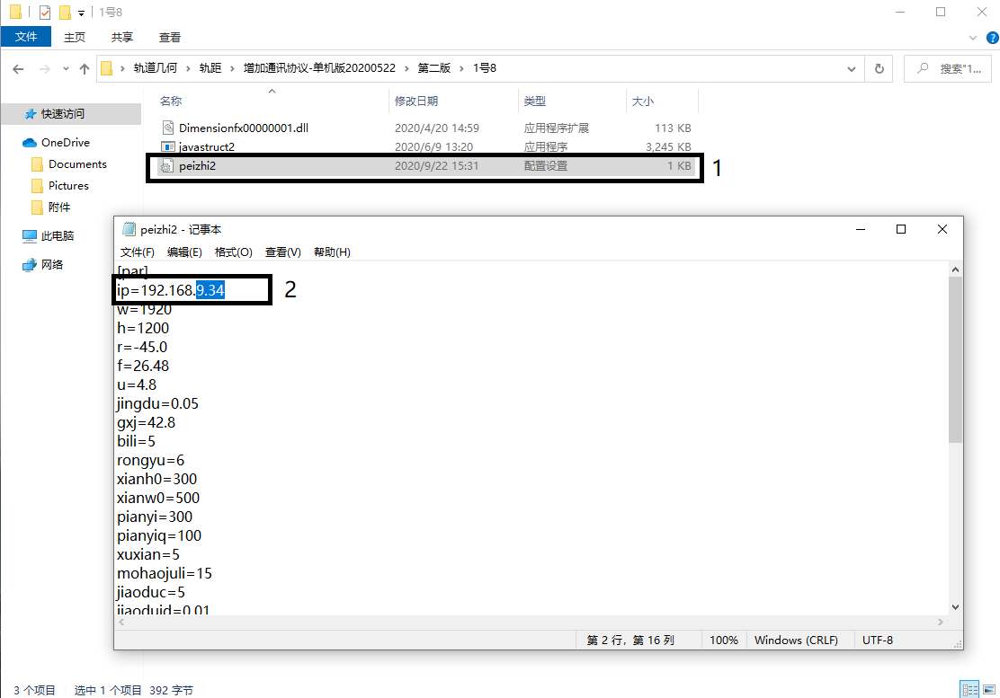 1号8
文件 主页 共享 查看
轨道几何 轨距 增加通讯协议-单机版20200522 第二版 1号8 搜索"1...
名称 修改日期 类型 大小
快速访问
Dimensionfx00000001.dll 2020/4/20 14:59 应用程序扩展 113 KB
OneDrive
javastruct2 2020/6/9 13:20 应用程序 3,245 KB
Documents
peizhi2 2020/9/22 15:31 配置设置 1 KB 1
Pictures
附件
此电脑
网络
peizhi2 - 记事本
文件(F) 编辑(E) 格式(O) 查看(V) 帮助(H)
[par]
ip=192.168.9.34 2
w=1920
h=1200
r=-45.0
f=26.48
u=4.8
jingdu=0.05
gxj=42.8
bili=5
rongyu=6
xianh0=300
xianw0=500
pianyi=300
pianyiq=100
xuxian=5
mohaojuli=15
jiaoduc=5
jiaoduid=0.01
第 2 行，第 16 列 100% Windows (CRLF) UTF-8
3 个项目 选中 1 个项目 392 字节